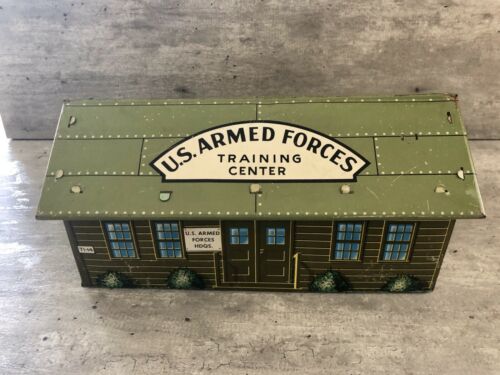 U.S. ARMED FORCES
TRAINING
CENTER
U.S. ARMED
FORCES
HDQS.